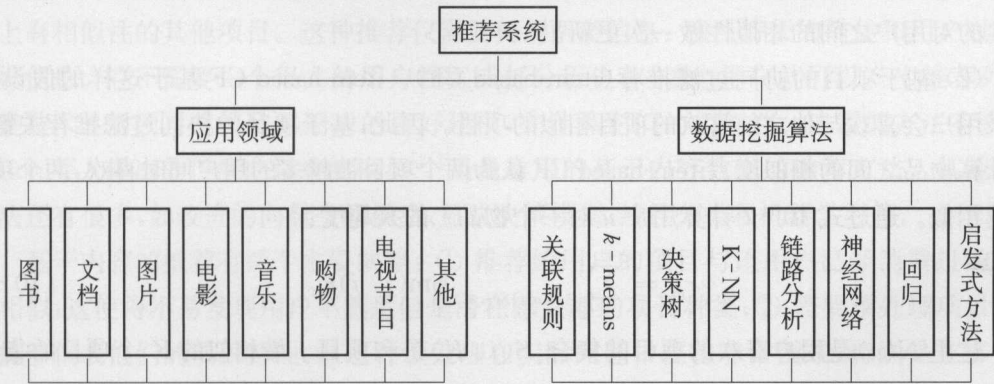 推荐系统
应用领域
数据挖掘算法
图书
文档
图片
电影
音乐
购物
电视节目
其他
关联规则
k-means
决策树
KNN
链路分析
神经网络
回归
启发式方法